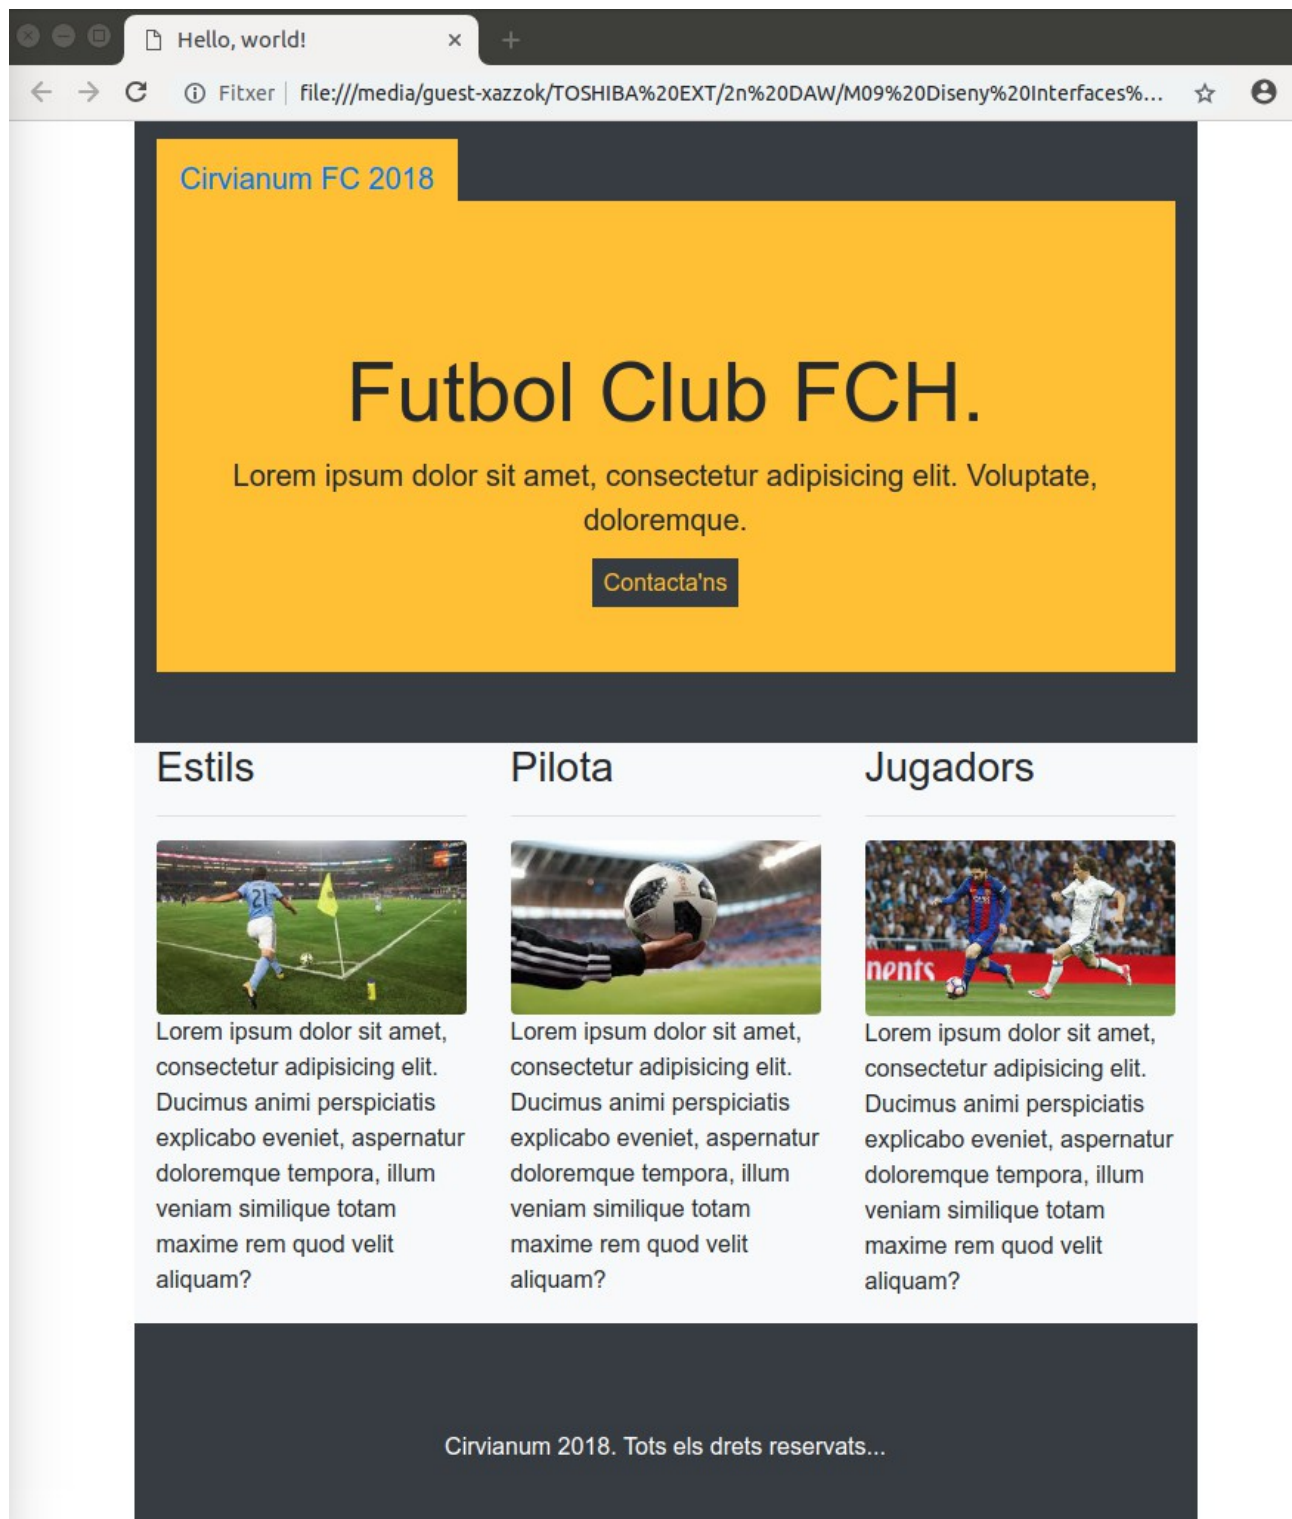 Hello, world!
Fitxer file:///media/guest-xazzok/TOSHIBA%20EXT/2n%20DAW/M09%20Diseny%20Interfaces%...
Cirvianum FC 2018
Futbol Club FCH.
Lorem ipsum dolor sit amet, consectetur adipisicing elit. Voluptate,
doloremque.
Contacta'ns
Estils
21
Lorem ipsum dolor sit amet,
consectetur adipisicing elit.
Ducimus animi perspiciatis
explicabo eveniet, aspernatur
doloremque tempora, illum
veniam similique totam
maxime rem quod velit
aliquam?
Pilota
Lorem ipsum dolor sit amet,
consectetur adipisicing elit.
Ducimus animi perspiciatis
explicabo eveniet, aspernatur
doloremque tempora, illum
veniam similique totam
maxime rem quod velit
aliquam?
Jugadors
nents
Lorem ipsum dolor sit amet,
consectetur adipisicing elit.
Ducimus animi perspiciatis
explicabo eveniet, aspernatur
doloremque tempora, illum
veniam similique totam
maxime rem quod velit
aliquam?
Cirvianum 2018. Tots els drets reservats...